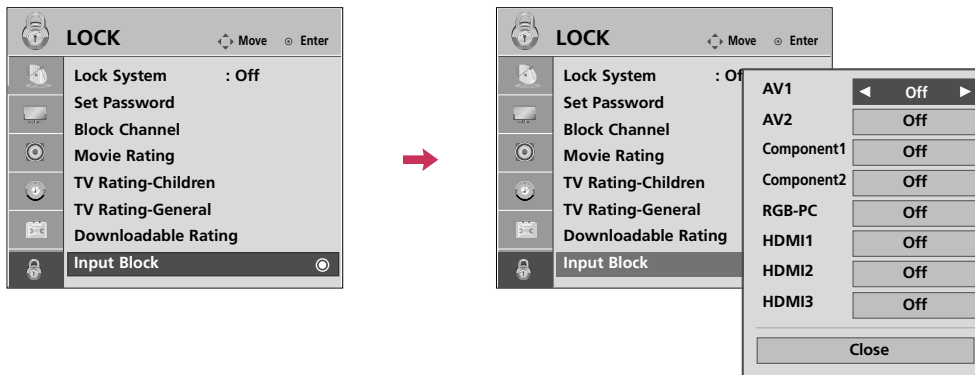 LOCK Move Enter
Lock System : Off
Set Password
Block Channel
Movie Rating
TV Rating-Children
TV Rating-General
Downloadable Rating
Input Block
LOCK Move Enter
Lock System : Of
Set Password
Block Channel
Movie Rating
TV Rating-Children
TV Rating-General
Downloadable Rating
Input Block
AV1 ◄ Off ►
AV2 Off
Component1 Off
Component2 Off
RGB-PC Off
HDMI1 Off
HDMI2 Off
HDMI3 Off
Close